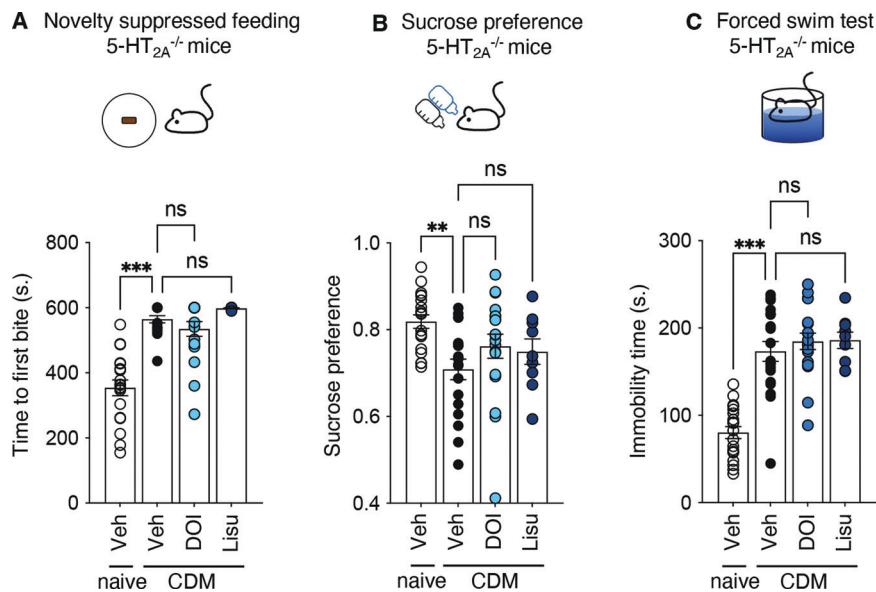 A Novelty suppressed feeding
5-HT2A-/- mice
ns
ns
***
Time to first bite (s.)
800
600
400
200
0
Veh
Veh
DOI
Lisu
naive
CDM
B Sucrose preference
5-HT2A-/- mice
ns
**
ns
Sucrose preference
1.0
0.8
0.6
0.4
Veh
Veh
DOI
Lisu
naive
CDM
C Forced swim test
5-HT2A-/- mice
ns
***
ns
Immobility time (s.)
300
200
100
0
Veh
Veh
DOI
Lisu
naive
CDM